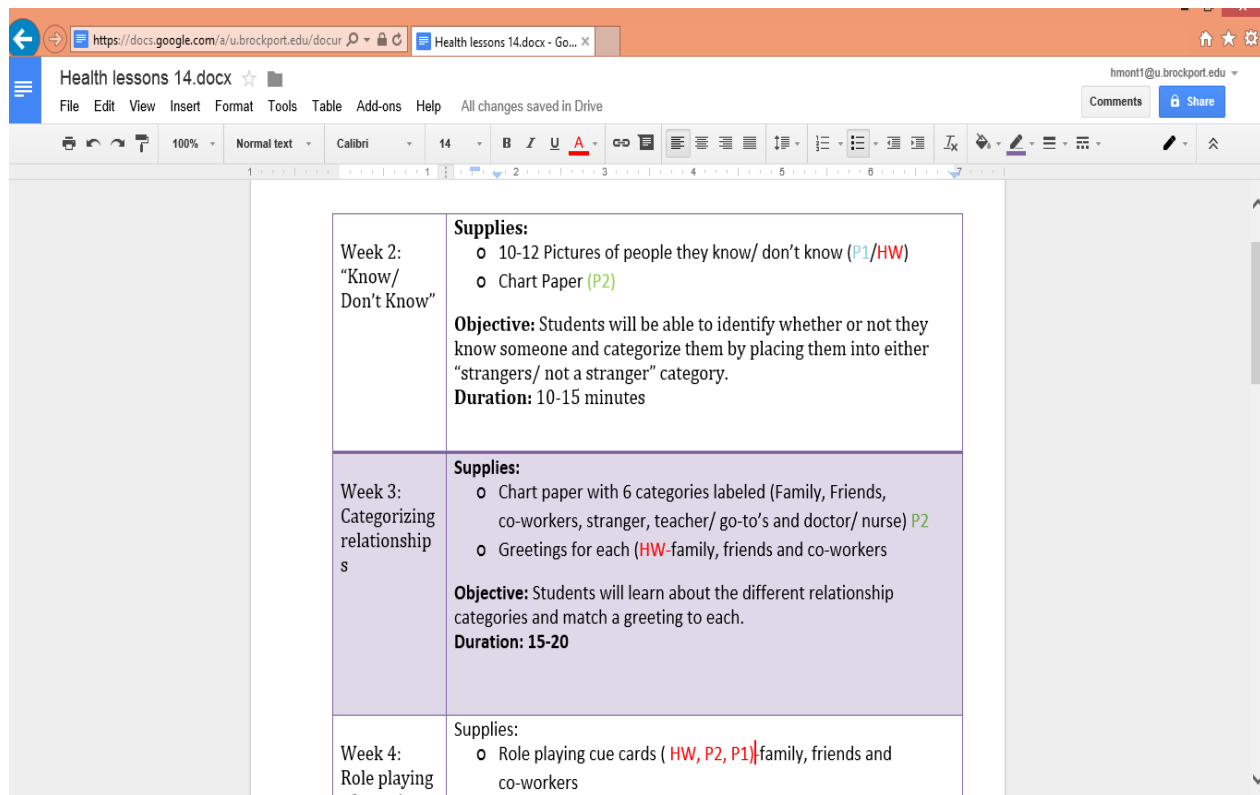 https://docs.google.com/a/u.brockport.edu/docur
Health lessons 14.docx - Go...
Health lessons 14.docx
hmont1@u.brockport.edu
File Edit View Insert Format Tools Table Add-ons Help All changes saved in Drive
Comments
Share
100% Normal text Calibri 14 B I U A
1 1 2 3 4 5 6 7
Week 2:
"Know/
Don't Know"
Supplies:
o 10-12 Pictures of people they know/ don't know (P1/HW)
o Chart Paper (P2)
Objective: Students will be able to identify whether or not they
know someone and categorize them by placing them into either
"strangers/ not a stranger" category.
Duration: 10-15 minutes
Week 3:
Categorizing
relationship
s
Supplies:
o Chart paper with 6 categories labeled (Family, Friends,
co-workers, stranger, teacher/ go-to's and doctor/ nurse) P2
o Greetings for each (HW-family, friends and co-workers
Objective: Students will learn about the different relationship
categories and match a greeting to each.
Duration: 15-20
Week 4:
Role playing
Supplies:
o Role playing cue cards ( HW, P2, P1)-family, friends and
co-workers